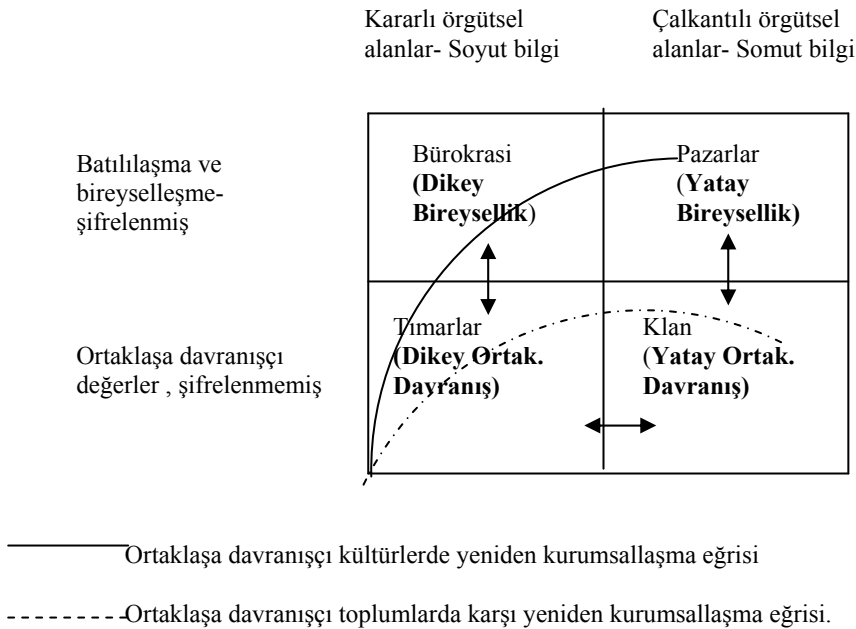 Kararlı örgütsel
alanlar- Soyut bilgi
Çalkantılı örgütsel
alanlar- Somut bilgi
Batılılaşma ve
bireyselleşme-
şifrelenmiş
Bürokrasi
(Dikey
Bireysellik)
Pazarlar
(Yatay
Bireysellik)
Ortaklaşa davranışçı
değerler , şifrelenmemiş
Tımarlar
(Dikey Ortak.
Davranış)
Klan
(Yatay Ortak.
Davranış)
Ortaklaşa davranışçı kültürlerde yeniden kurumsallaşma eğrisi
Ortaklaşa davranışçı toplumlarda karşı yeniden kurumsallaşma eğrisi.